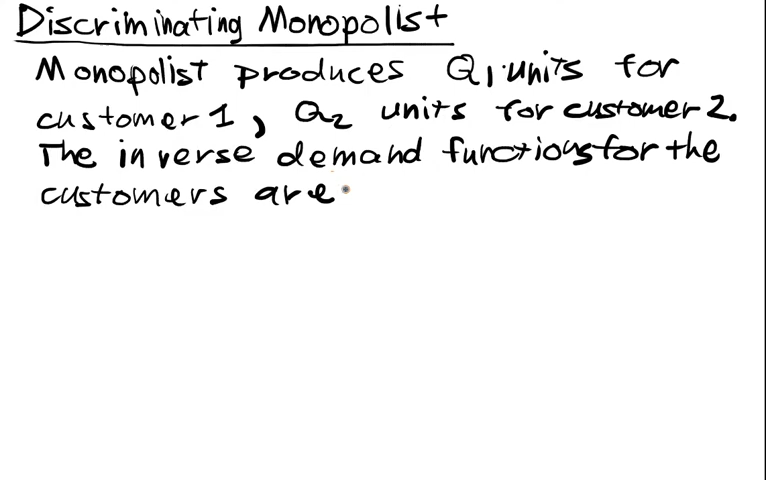 Discriminating Monopolist
Monopolist produces Q1 units for
customer 1, Q2 units for customer 2.
The inverse demand functions for the
customers are